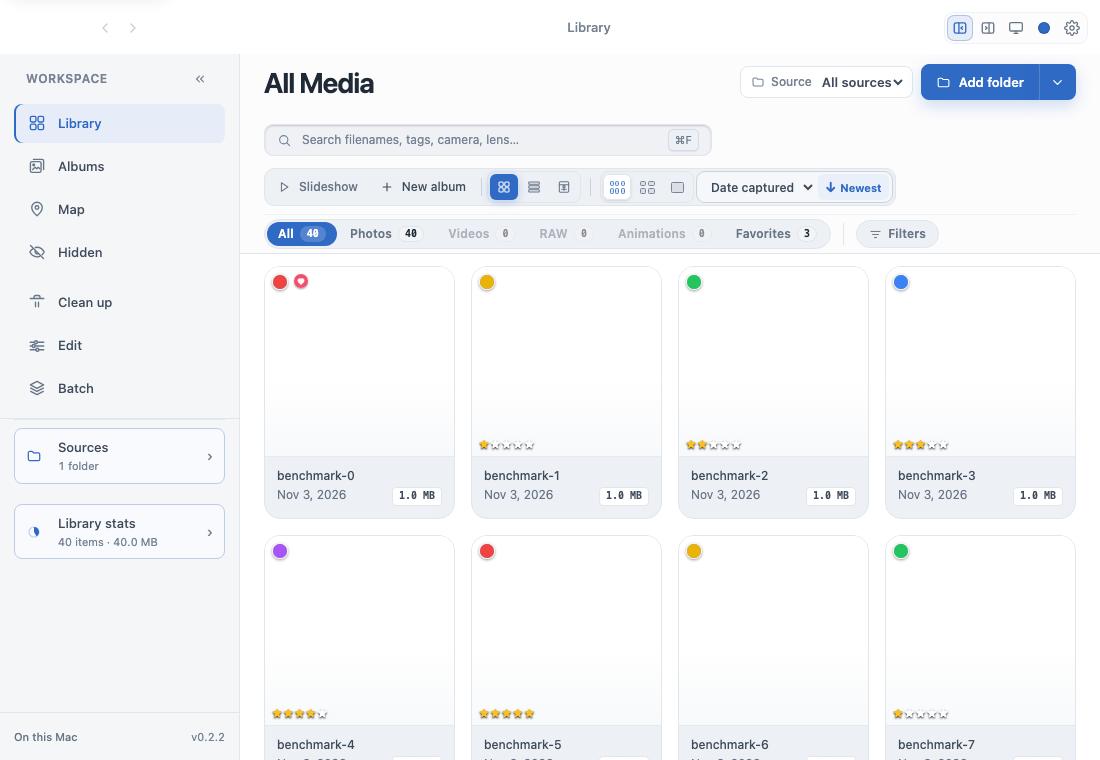 Library
WORKSPACE
Library
Albums
Map
Hidden
Clean up
Edit
Batch
Sources
1 folder
Library stats
40 items · 40.0 MB
On this Mac
v0.2.2
All Media
Source All sources
Add folder
Search filenames, tags, camera, lens...
⌘F
Slideshow
New album
Date captured
Newest
All 40
Photos 40
Videos 0
RAW 0
Animations 0
Favorites 3
Filters
benchmark-0
Nov 3, 2026 1.0 MB
benchmark-1
Nov 3, 2026 1.0 MB
benchmark-2
Nov 3, 2026 1.0 MB
benchmark-3
Nov 3, 2026 1.0 MB
benchmark-4
benchmark-5
benchmark-6
benchmark-7